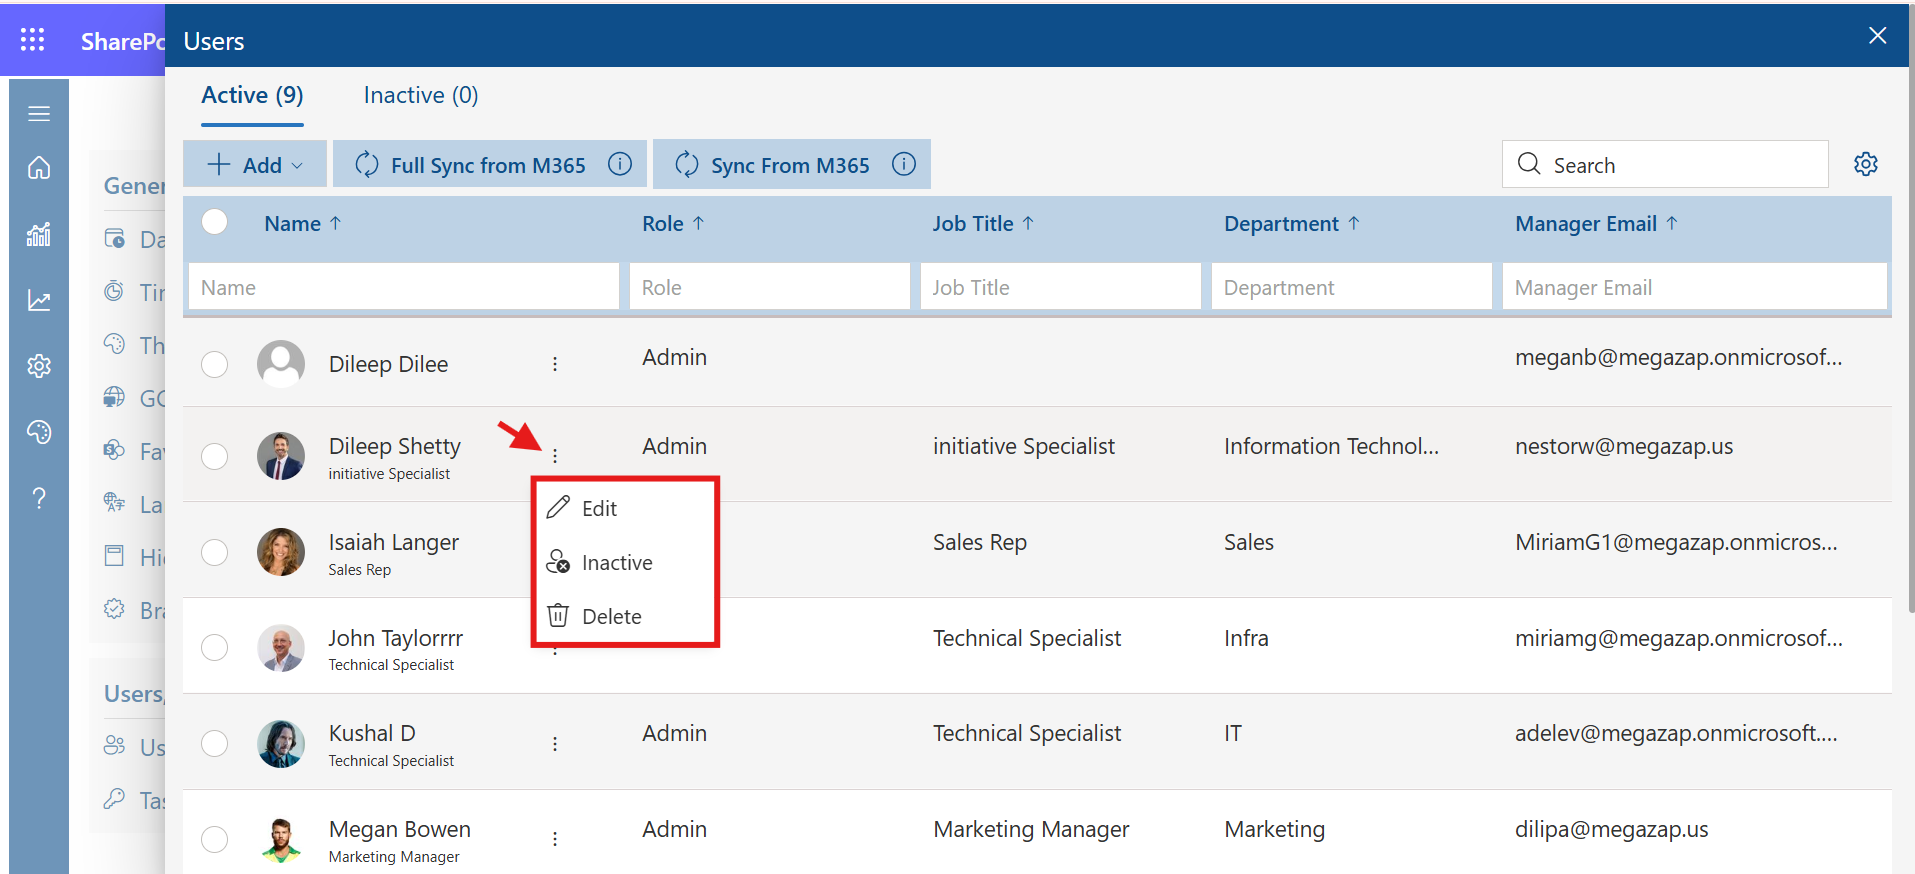 SharePo
Users
Active (9)
Inactive (0)
Add
Full Sync from M365
Sync From M365
Search
Name ↑
Role ↑
Job Title ↑
Department ↑
Manager Email ↑
Name
Role
Job Title
Department
Manager Email
Gener
Da
Tir
Th
GC
Fav
La
Hi
Bra
Users,
Us
Tas
?
Dileep Dilee
Admin
meganb@megazap.onmicrosof...
Dileep Shetty
initiative Specialist
Admin
initiative Specialist
Information Technol...
nestorw@megazap.us
Edit
Inactive
Delete
Isaiah Langer
Sales Rep
Sales Rep
Sales
MiriamG1@megazap.onmicros...
John Taylorrrr
Technical Specialist
Technical Specialist
Infra
miriamg@megazap.onmicrosof...
Kushal D
Technical Specialist
Admin
Technical Specialist
IT
adelev@megazap.onmicrosoft....
Megan Bowen
Marketing Manager
Admin
Marketing Manager
Marketing
dilipa@megazap.us